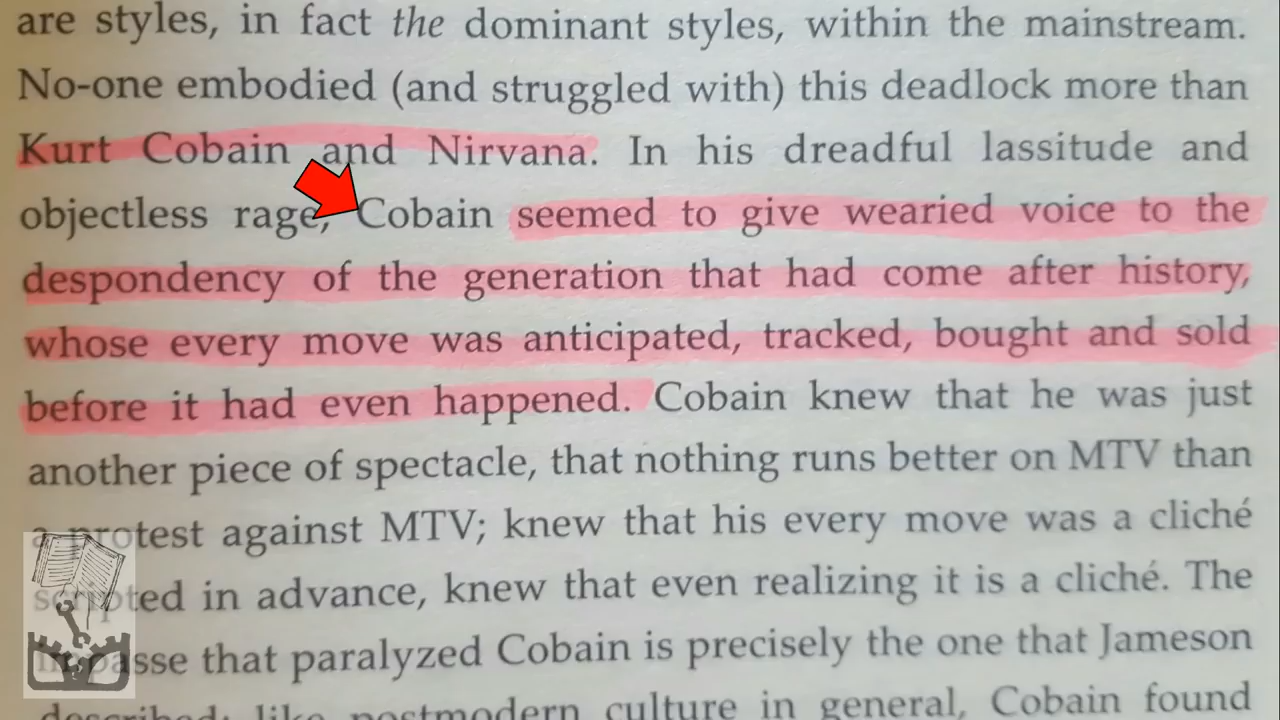 are styles, in fact the dominant styles, within the mainstream.
No-one embodied (and struggled with) this deadlock more than
Kurt Cobain and Nirvana. In his dreadful lassitude and
objectless rage, Cobain seemed to give wearied voice to the
despondency of the generation that had come after history,
whose every move was anticipated, tracked, bought and sold
before it had even happened. Cobain knew that he was just
another piece of spectacle, that nothing runs better on MTV than
a protest against MTV; knew that his every move was a cliché
scripted in advance, knew that even realizing it is a cliché. The
impasse that paralyzed Cobain is precisely the one that Jameson
described: like postmodern culture in general, Cobain found